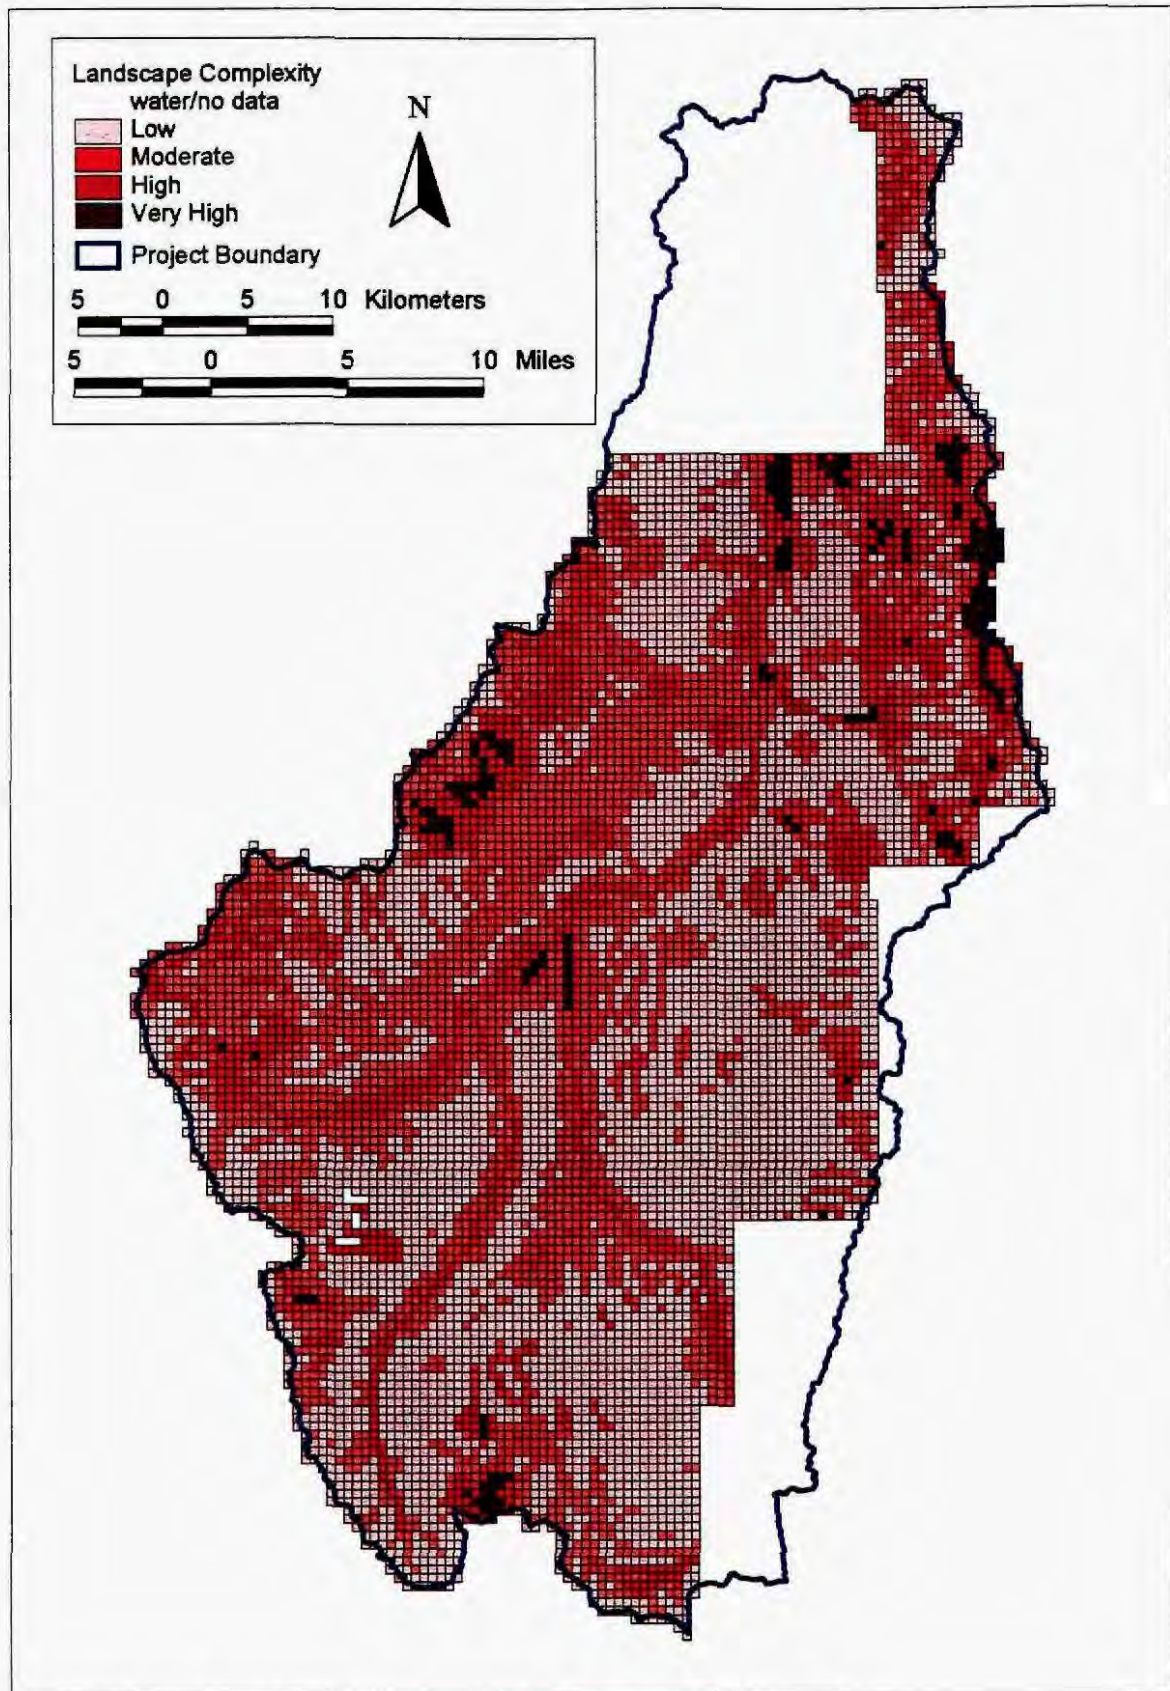 Landscape Complexity
water/no data
Low
Moderate
High
Very High
Project Boundary
N
5 0 5 10 Kilometers
5 0 5 10 Miles